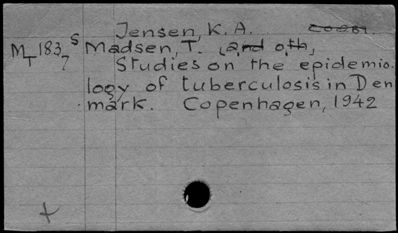 Jensen, K. A.
MT 183 S 7 Madsen, T. (and oth)
Studies on the epidemio-
logy of tuberculosis in Den
mark. Copenhagen, 1942